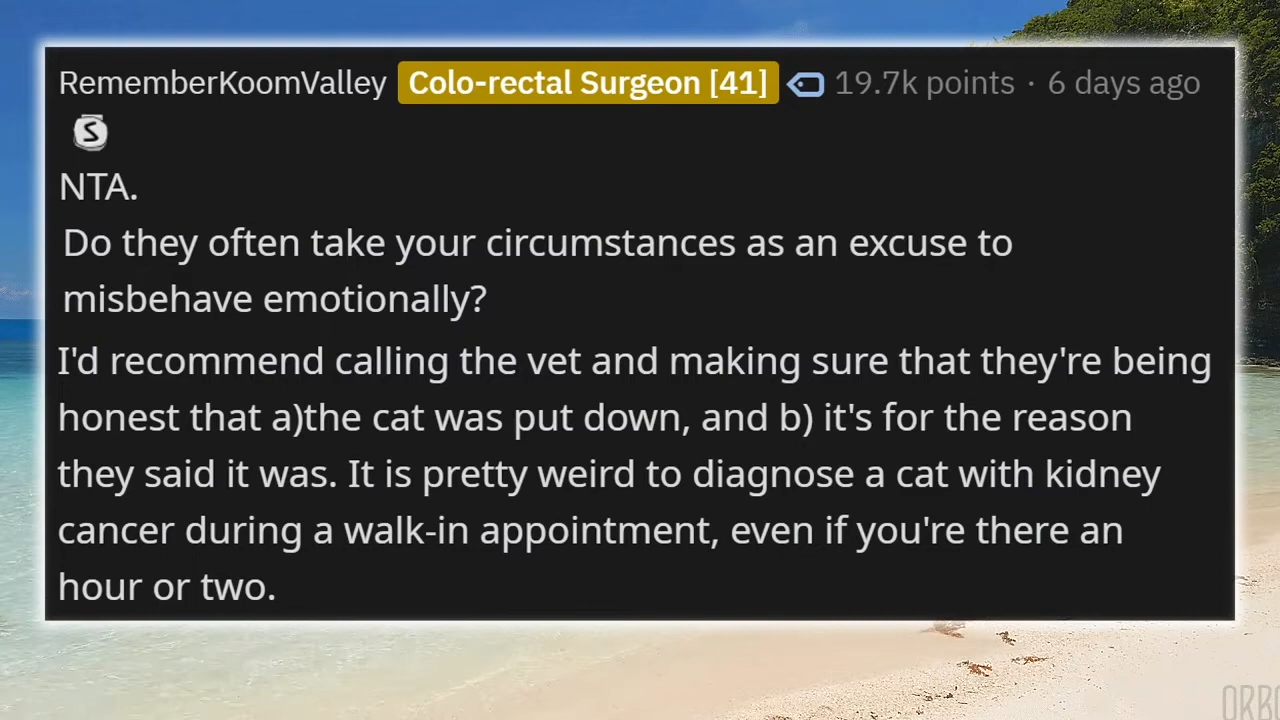 RememberKoomValley Colo-rectal Surgeon [41] 19.7k points · 6 days ago
S
NTA.
Do they often take your circumstances as an excuse to
misbehave emotionally?
I'd recommend calling the vet and making sure that they're being
honest that a)the cat was put down, and b) it's for the reason
they said it was. It is pretty weird to diagnose a cat with kidney
cancer during a walk-in appointment, even if you're there an
hour or two.